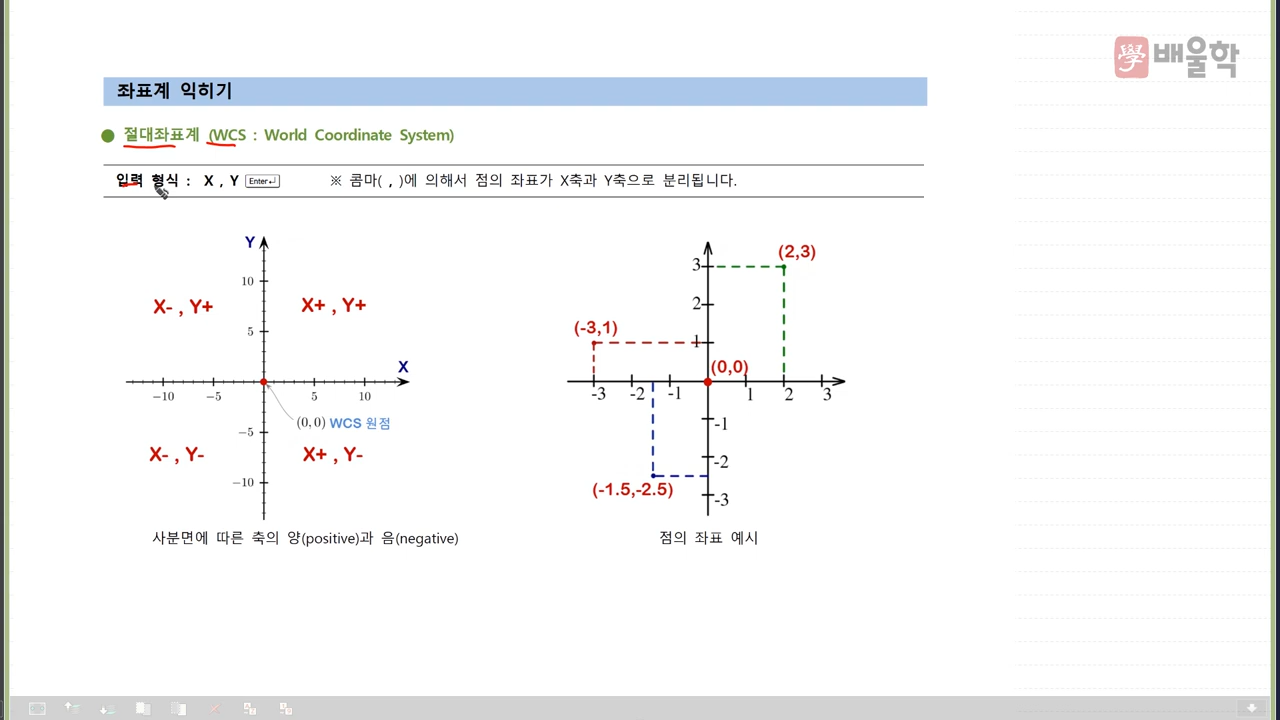 學 배울학
좌표계 익히기
● 절대좌표계 (WCS : World Coordinate System)
입력 형식 : X , Y Enter↵ ※ 콤마( , )에 의해서 점의 좌표가 X축과 Y축으로 분리됩니다.
Y
10
X- , Y+ X+ , Y+
5
X
-10 -5 5 10
(0, 0) WCS 원점
-5
X- , Y- X+ , Y-
-10
사분면에 따른 축의 양(positive)과 음(negative)
(2,3)
3
2
(-3,1)
1
(0,0)
-3 -2 -1 1 2 3
-1
-2
(-1.5,-2.5)
-3
점의 좌표 예시